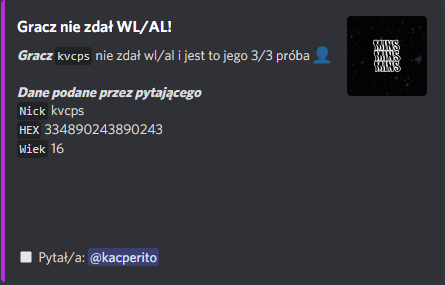 Gracz nie zdał WL/AL!
Gracz kvcps nie zdał wl/al i jest to jego 3/3 próba
Dane podane przez pytającego
Nick kvcps
HEX 334890243890243
Wiek 16
Pytał/a: @kacperito
MINS
MINS
MINS